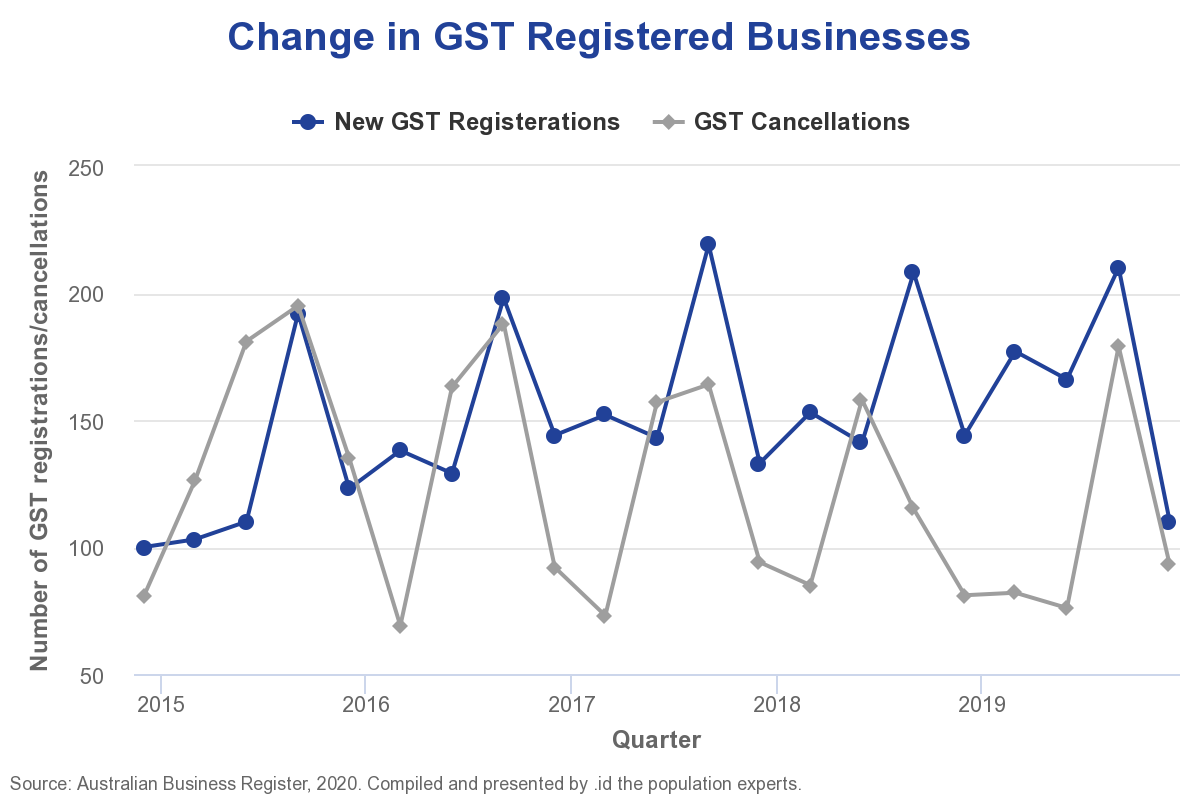 Change in GST Registered Businesses
New GST Registerations
GST Cancellations
Number of GST registrations/cancellations
250
200
150
100
50
2015
2016
2017
2018
2019
Quarter
Source: Australian Business Register, 2020. Compiled and presented by .id the population experts.